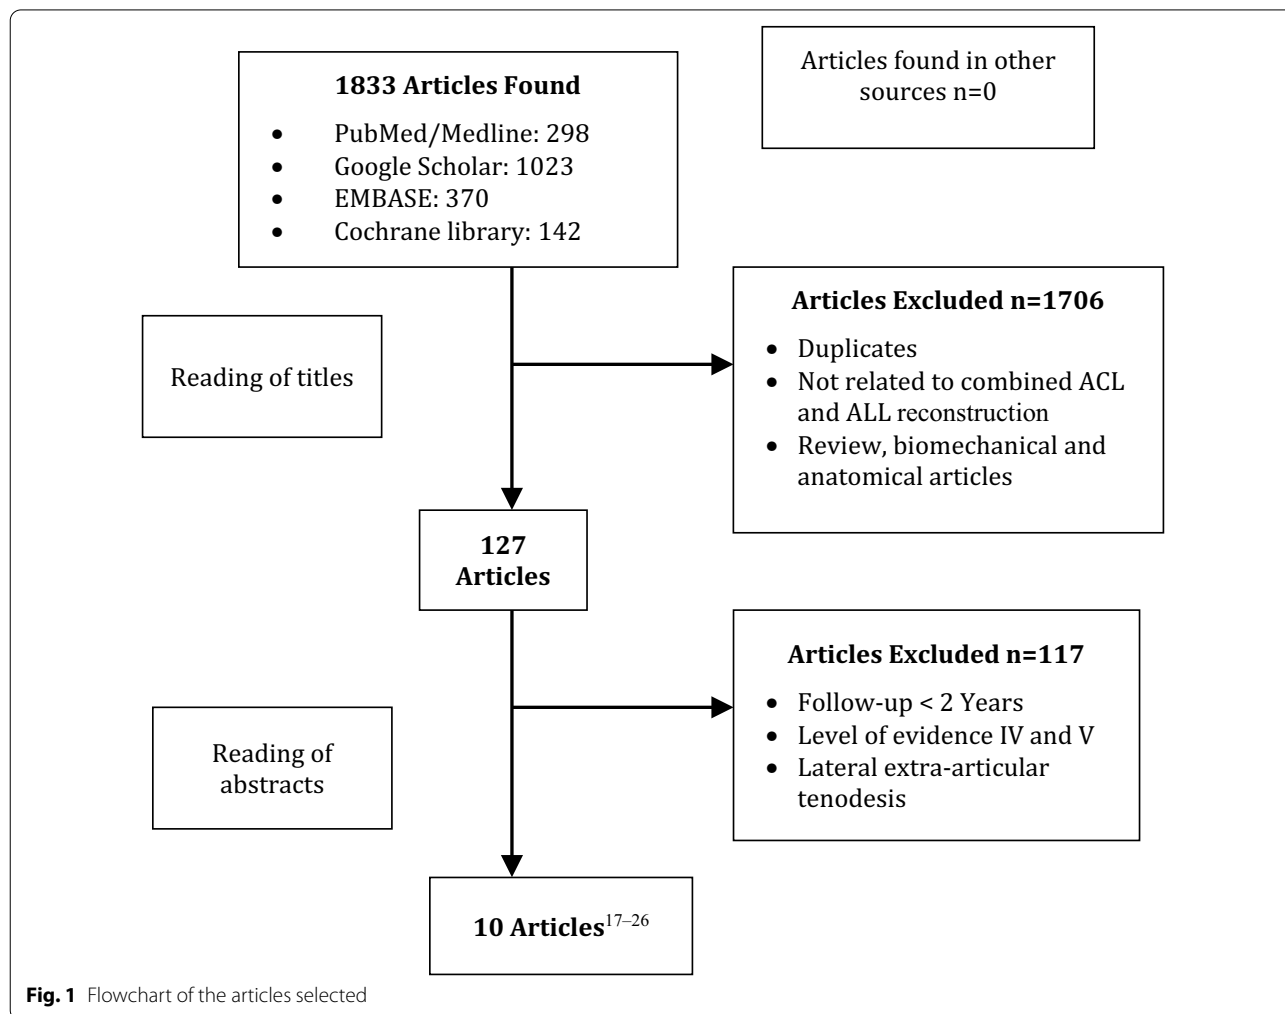 1833 Articles Found
• PubMed/Medline: 298
• Google Scholar: 1023
• EMBASE: 370
• Cochrane library: 142
Articles found in other
sources n=0
Reading of titles
Articles Excluded n=1706
• Duplicates
• Not related to combined ACL
and ALL reconstruction
• Review, biomechanical and
anatomical articles
127
Articles
Reading of
abstracts
Articles Excluded n=117
• Follow-up < 2 Years
• Level of evidence IV and V
• Lateral extra-articular
tenodesis
10 Articles17–26
Fig. 1 Flowchart of the articles selected